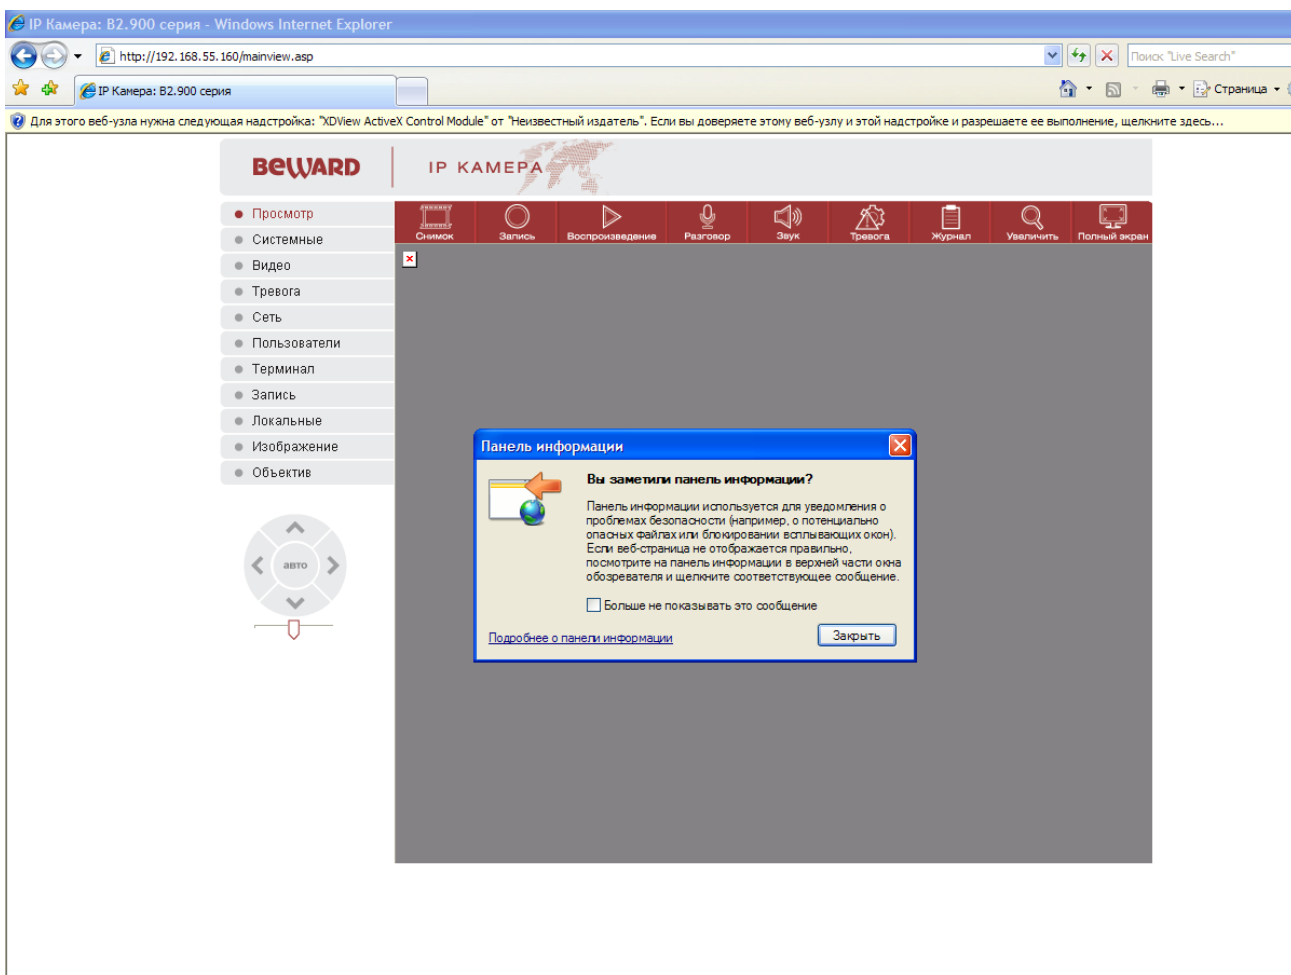 IP Камера: B2.900 серия - Windows Internet Explorer
http://192.168.55.160/mainview.asp
Поиск "Live Search"
IP Камера: B2.900 серия
Страница
Для этого веб-узла нужна следующая надстройка: "XDView ActiveX Control Module" от "Неизвестный издатель". Если вы доверяете этому веб-узлу и этой надстройке и разрешаете ее выполнение, щелкните здесь...
BEWARD
IP КАМЕРА
Просмотр
Системные
Видео
Тревога
Сеть
Пользователи
Терминал
Запись
Локальные
Изображение
Объектив
авто
Снимок
Запись
Воспроизведение
Разговор
Звук
Тревога
Журнал
Увеличить
Полный экран
Панель информации
Вы заметили панель информации?
Панель информации используется для уведомления о
проблемах безопасности (например, о потенциально
опасных файлах или блокировании всплывающих окон).
Если веб-страница не отображается правильно,
посмотрите на панель информации в верхней части окна
обозревателя и щелкните соответствующее сообщение.
Больше не показывать это сообщение
Подробнее о панели информации
Закрыть